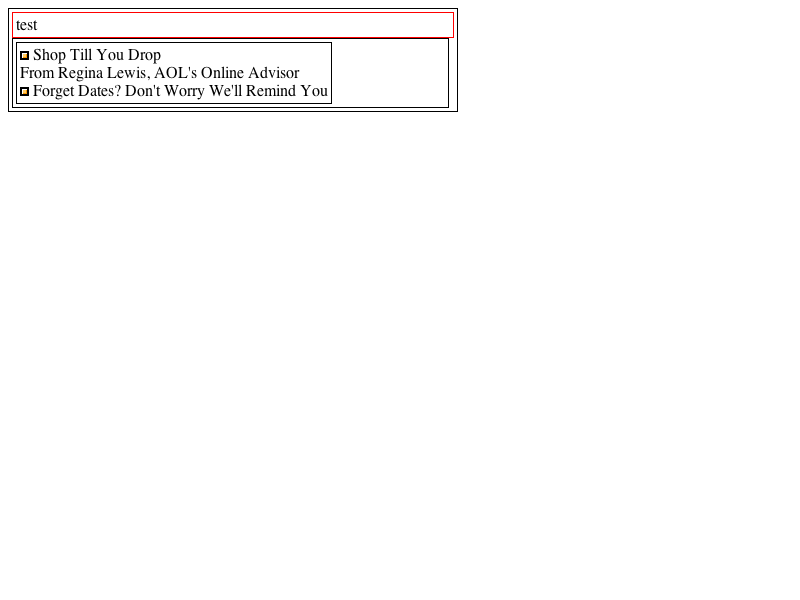 test
Shop Till You Drop
From Regina Lewis, AOL's Online Advisor
Forget Dates? Don't Worry We'll Remind You